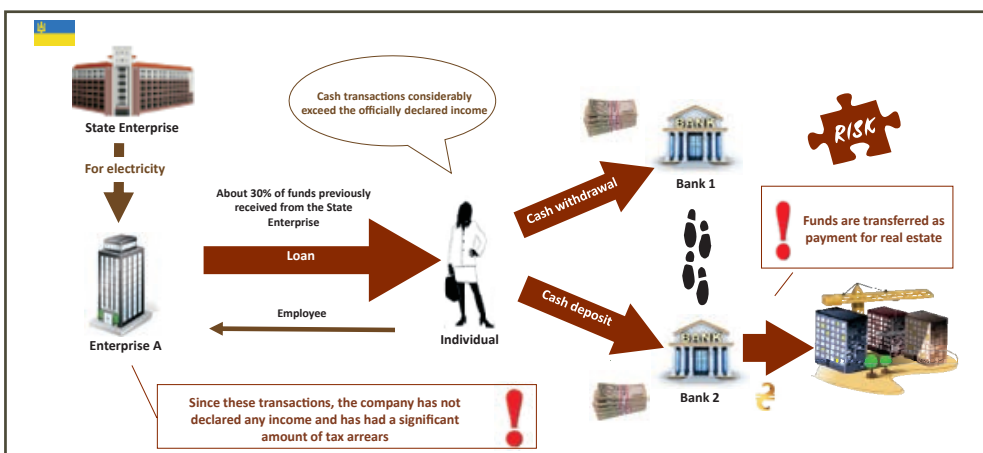 State Enterprise
For electricity
Enterprise A
Cash transactions considerably
exceed the officially declared income
About 30% of funds previously
received from the State
Enterprise
Loan
Employee
Individual
Cash withdrawal
BANK
Bank 1
Cash deposit
BANK
Bank 2
RISK
Funds are transferred as
payment for real estate
Since these transactions, the company has not
declared any income and has had a significant
amount of tax arrears